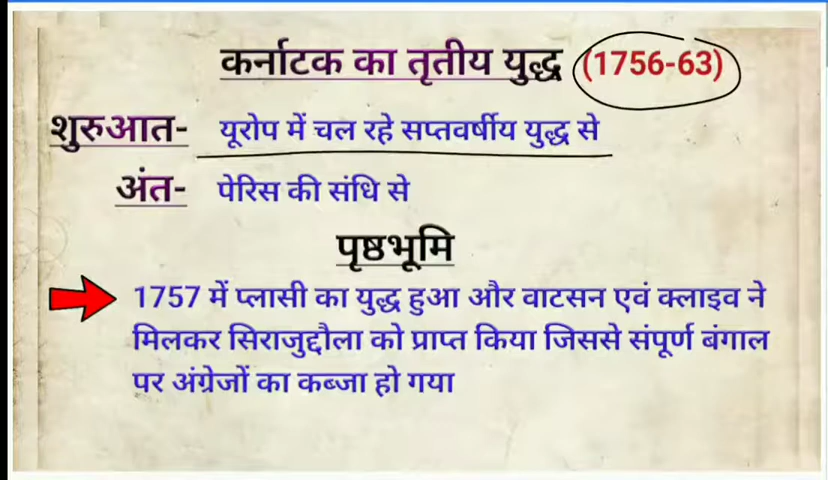 कर्नाटक का तृतीय युद्ध (1756-63)
शुरुआत- यूरोप में चल रहे सप्तवर्षीय युद्ध से
अंत- पेरिस की संधि से
पृष्ठभूमि
1757 में प्लासी का युद्ध हुआ और वाटसन एवं क्लाइव ने
मिलकर सिराजुद्दौला को प्राप्त किया जिससे संपूर्ण बंगाल
पर अंग्रेजों का कब्जा हो गया